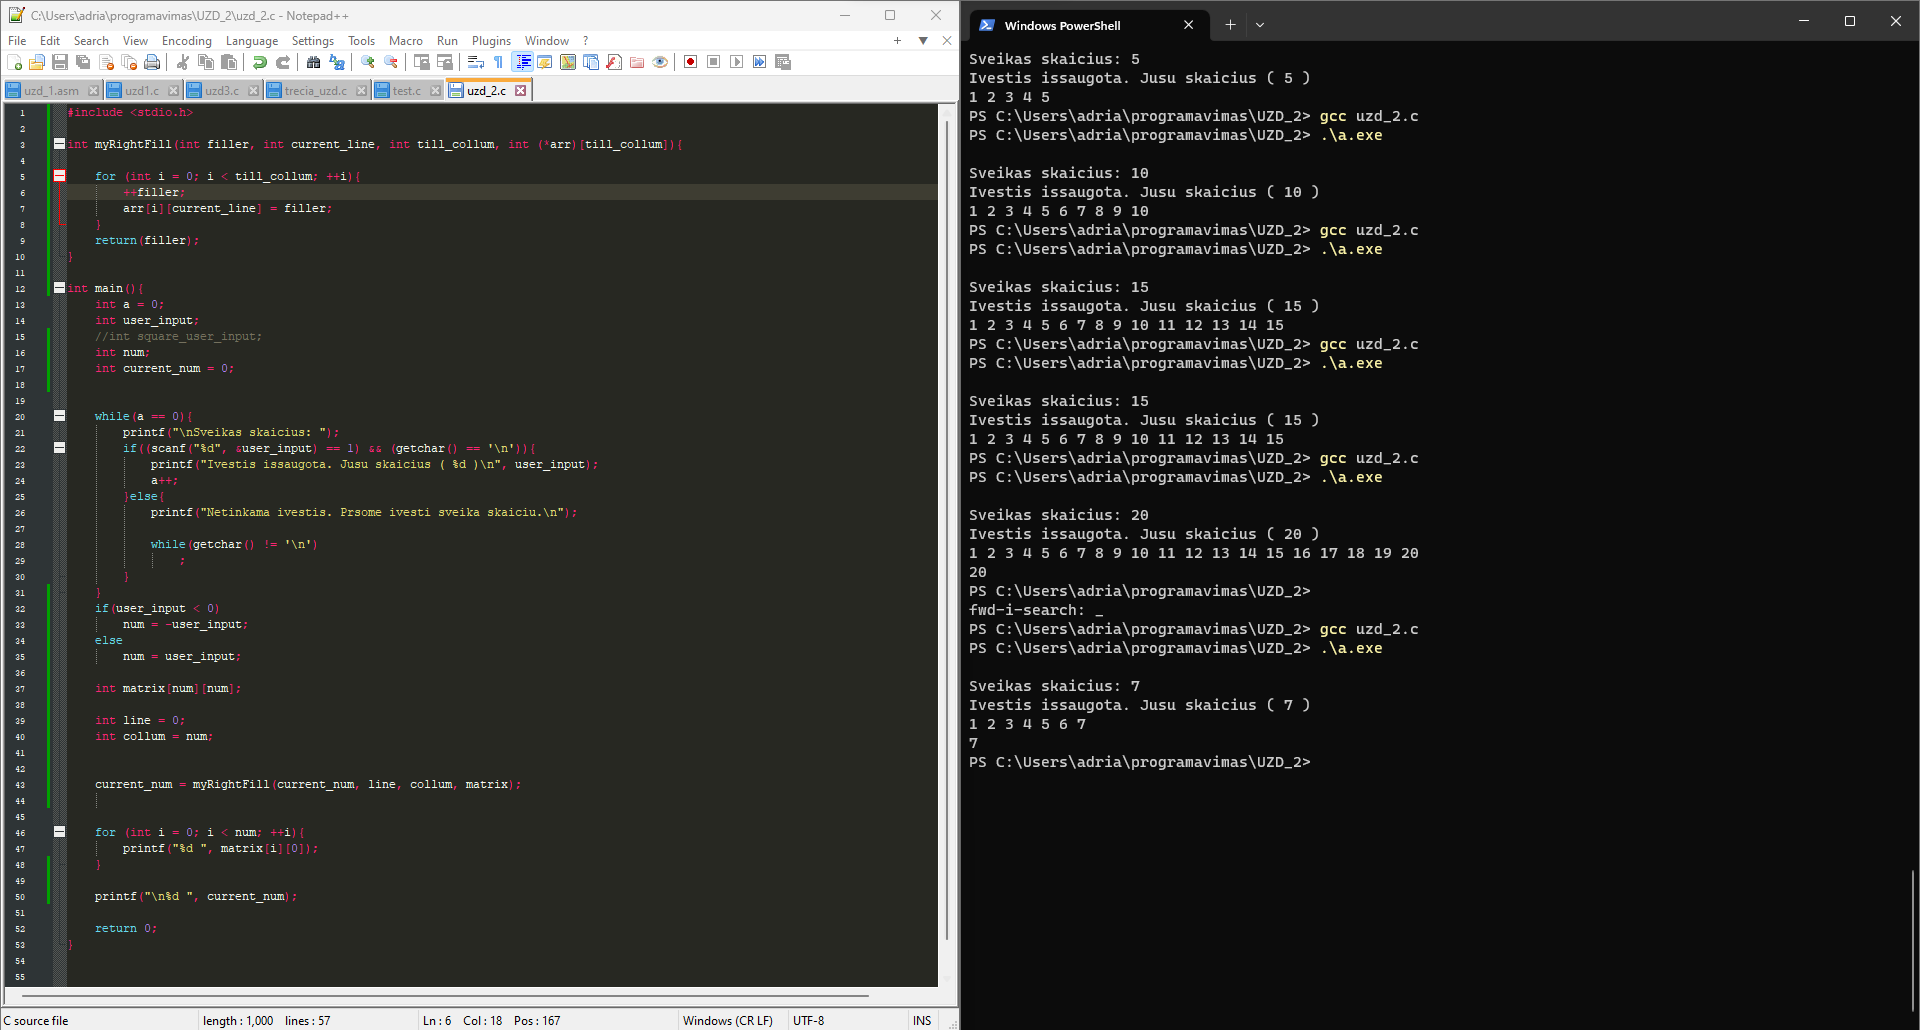 C:\Users\adria\programavimas\UZD_2\uzd_2.c - Notepad++
File Edit Search View Encoding Language Settings Tools Macro Run Plugins Window ?
uzd_1.asm uzd1.c uzd3.c trecia_uzd.c test.c uzd_2.c
1 #include <stdio.h>
2
3 int myRightFill(int filler, int current_line, int till_collum, int (*arr)[till_collum]){
4
5 for (int i = 0; i < till_collum; ++i){
6 ++filler;
7 arr[i][current_line] = filler;
8 }
9 return(filler);
10 }
11
12 int main(){
13 int a = 0;
14 int user_input;
15 //int square_user_input;
16 int num;
17 int current_num = 0;
18
19
20 while(a == 0){
21 printf("\nSveikas skaicius: ");
22 if((scanf("%d", &user_input) == 1) && (getchar() == '\n')){
23 printf("Ivestis issaugota. Jusu skaicius ( %d )\n", user_input);
24 a++;
25 }else{
26 printf("Netinkama ivestis. Prsome ivesti sveika skaiciu.\n");
27
28 while(getchar() != '\n')
29 ;
30 }
31 }
32 if(user_input < 0)
33 num = -user_input;
34 else
35 num = user_input;
36
37 int matrix[num][num];
38
39 int line = 0;
40 int collum = num;
41
42
43 current_num = myRightFill(current_num, line, collum, matrix);
44
45
46 for (int i = 0; i < num; ++i){
47 printf("%d ", matrix[i][0]);
48 }
49
50 printf("\n%d ", current_num);
51
52 return 0;
53 }
54
55
C source file length : 1,000 lines : 57 Ln : 6 Col : 18 Pos : 167 Windows (CR LF) UTF-8 INS
Windows PowerShell
Sveikas skaicius: 5
Ivestis issaugota. Jusu skaicius ( 5 )
1 2 3 4 5
PS C:\Users\adria\programavimas\UZD_2> gcc uzd_2.c
PS C:\Users\adria\programavimas\UZD_2> .\a.exe
Sveikas skaicius: 10
Ivestis issaugota. Jusu skaicius ( 10 )
1 2 3 4 5 6 7 8 9 10
PS C:\Users\adria\programavimas\UZD_2> gcc uzd_2.c
PS C:\Users\adria\programavimas\UZD_2> .\a.exe
Sveikas skaicius: 15
Ivestis issaugota. Jusu skaicius ( 15 )
1 2 3 4 5 6 7 8 9 10 11 12 13 14 15
PS C:\Users\adria\programavimas\UZD_2> gcc uzd_2.c
PS C:\Users\adria\programavimas\UZD_2> .\a.exe
Sveikas skaicius: 15
Ivestis issaugota. Jusu skaicius ( 15 )
1 2 3 4 5 6 7 8 9 10 11 12 13 14 15
PS C:\Users\adria\programavimas\UZD_2> gcc uzd_2.c
PS C:\Users\adria\programavimas\UZD_2> .\a.exe
Sveikas skaicius: 20
Ivestis issaugota. Jusu skaicius ( 20 )
1 2 3 4 5 6 7 8 9 10 11 12 13 14 15 16 17 18 19 20
20
PS C:\Users\adria\programavimas\UZD_2>
fwd-i-search: _
PS C:\Users\adria\programavimas\UZD_2> gcc uzd_2.c
PS C:\Users\adria\programavimas\UZD_2> .\a.exe
Sveikas skaicius: 7
Ivestis issaugota. Jusu skaicius ( 7 )
1 2 3 4 5 6 7
7
PS C:\Users\adria\programavimas\UZD_2>